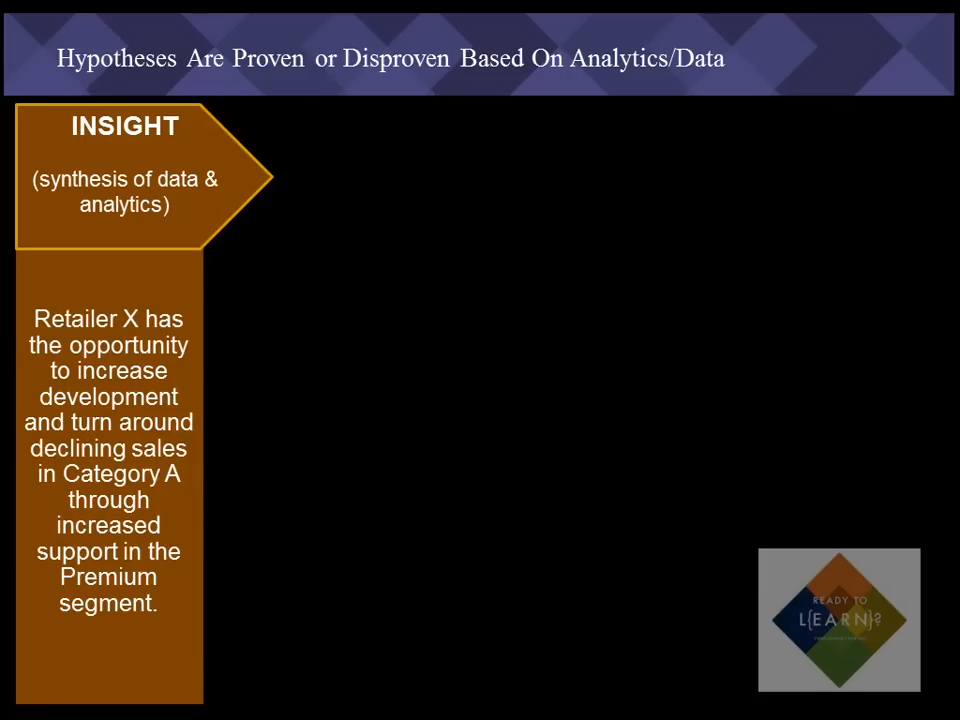 Hypotheses Are Proven or Disproven Based On Analytics/Data
INSIGHT
(synthesis of data &
analytics)
Retailer X has
the opportunity
to increase
development
and turn around
declining sales
in Category A
through
increased
support in the
Premium
segment.
READY TO
L{EARN}?